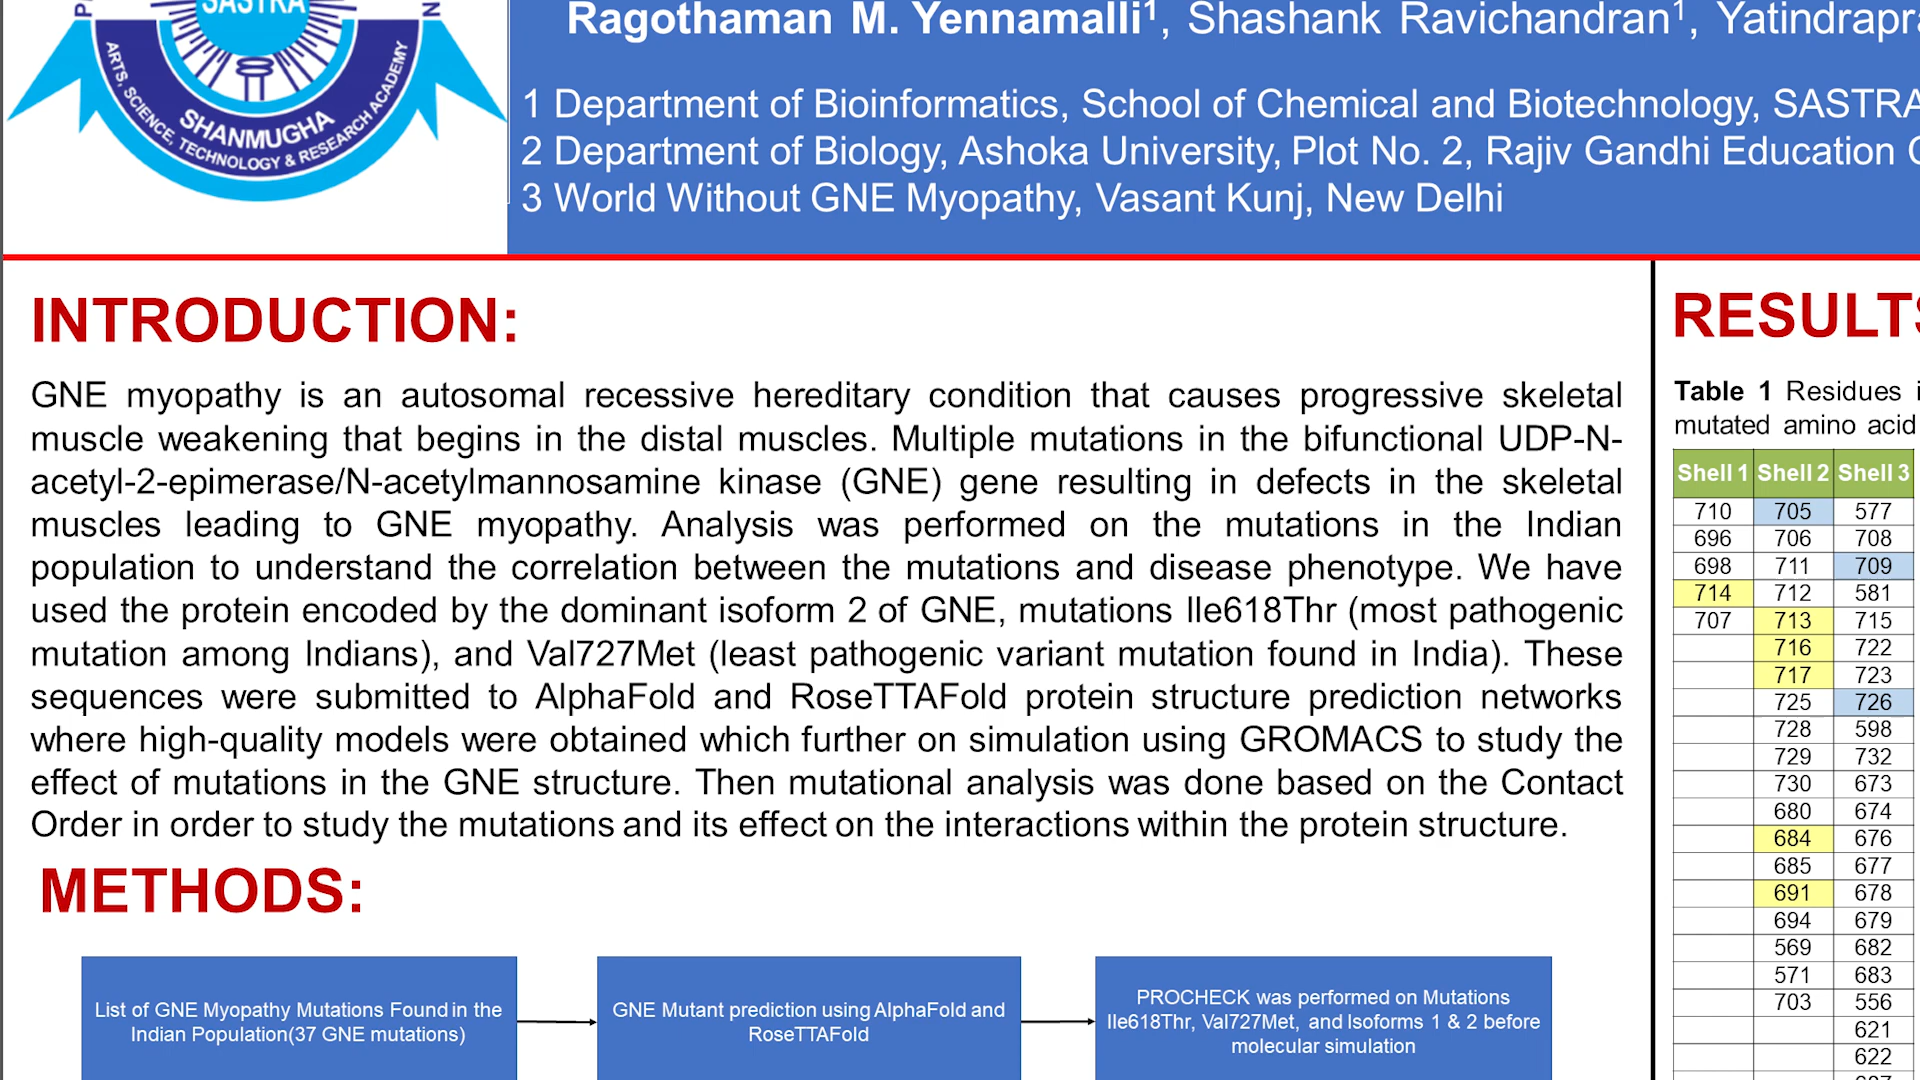 SASTRA
ARTS, SCIENCE, TECHNOLOGY & RESEARCH ACADEMY
SHANMUGHA
Ragothaman M. Yennamalli¹, Shashank Ravichandran¹,
1 Department of Bioinformatics, School of Chemical and Biotechnology, SASTRA
2 Department of Biology, Ashoka University, Plot No. 2, Rajiv Gandhi Education
3 World Without GNE Myopathy, Vasant Kunj, New Delhi
INTRODUCTION:
GNE myopathy is an autosomal recessive hereditary condition that causes progressive skeletal
muscle weakening that begins in the distal muscles. Multiple mutations in the bifunctional UDP-N-
acetyl-2-epimerase/N-acetylmannosamine kinase (GNE) gene resulting in defects in the skeletal
muscles leading to GNE myopathy. Analysis was performed on the mutations in the Indian
population to understand the correlation between the mutations and disease phenotype. We have
used the protein encoded by the dominant isoform 2 of GNE, mutations Ile618Thr (most pathogenic
mutation among Indians), and Val727Met (least pathogenic variant mutation found in India). These
sequences were submitted to AlphaFold and RoseTTAFold protein structure prediction networks
where high-quality models were obtained which further on simulation using GROMACS to study the
effect of mutations in the GNE structure. Then mutational analysis was done based on the Contact
Order in order to study the mutations and its effect on the interactions within the protein structure.
METHODS:
List of GNE Myopathy Mutations Found in the
Indian Population(37 GNE mutations)
GNE Mutant prediction using AlphaFold and
RoseTTAFold
PROCHECK was performed on Mutations
Ile618Thr, Val727Met, and Isoforms 1 & 2 before
molecular simulation
RESULTS
Table 1 Residues
mutated amino acid
Shell 1 Shell 2 Shell 3
710 705 577
696 706 708
698 711 709
714 712 581
707 713 715
716 722
717 723
725 726
728 598
729 732
730 673
680 674
684 676
685 677
691 678
694 679
569 682
571 683
703 556
621
622